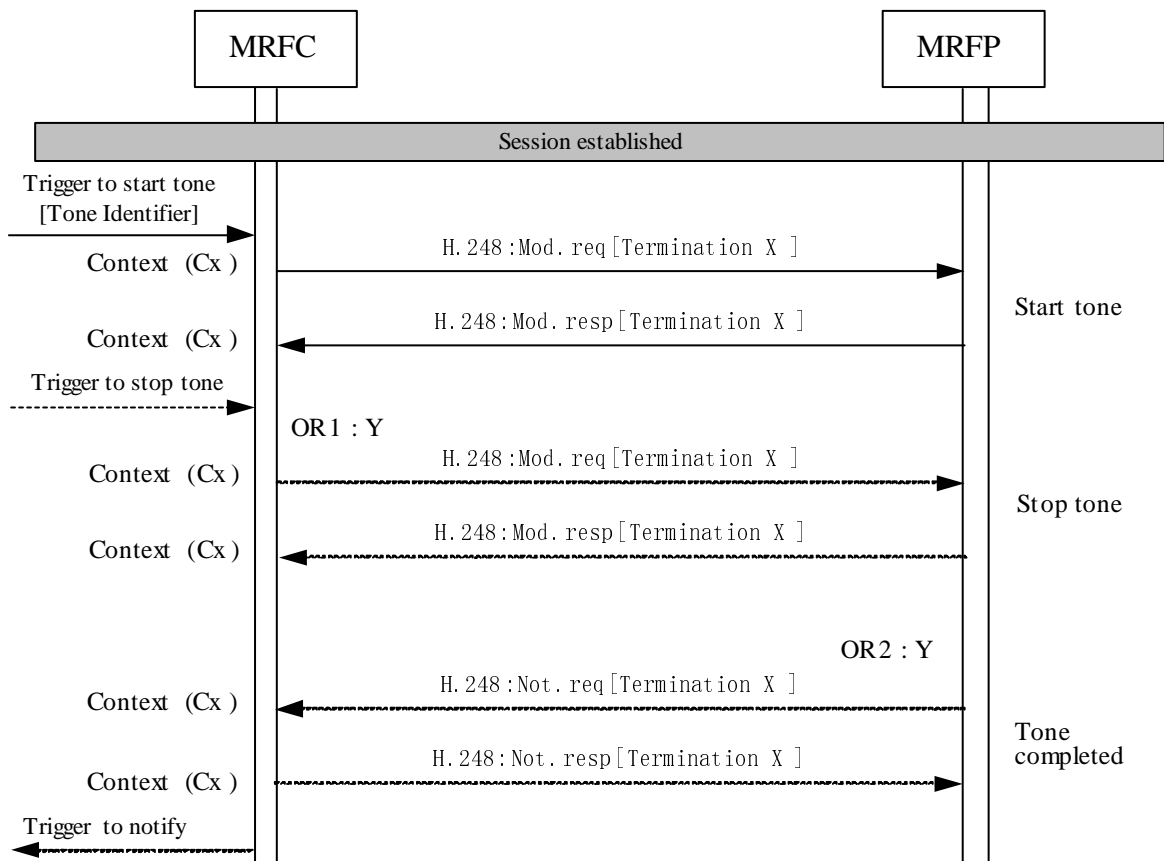 MRFC
MRFP
Session established
Trigger to start tone
[Tone Identifier]
H.248:Mod.req[Termination X ]
Context (Cx )
Start tone
H.248:Mod.resp[Termination X ]
Context (Cx )
Trigger to stop tone
OR1 : Y
H.248:Mod.req[Termination X ]
Context (Cx )
Stop tone
H.248:Mod.resp[Termination X ]
Context (Cx )
OR2 : Y
H.248:Not.req[Termination X ]
Context (Cx )
Tone
completed
H.248:Not.resp[Termination X ]
Context (Cx )
Trigger to notify